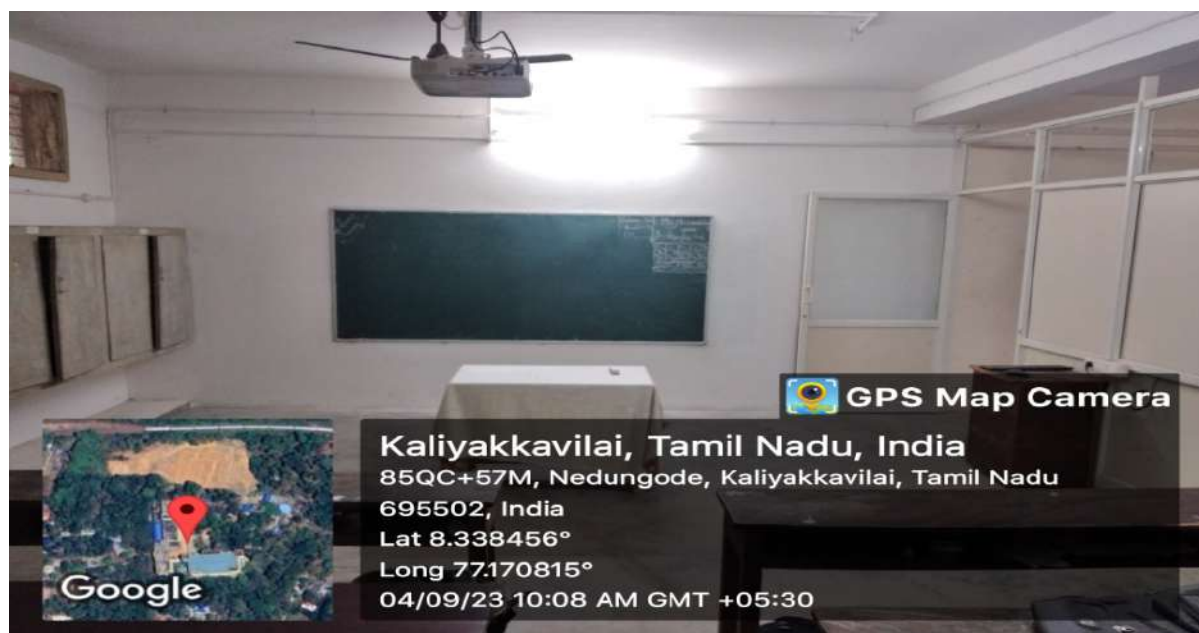 GPS Map Camera
Kaliyakkavilai, Tamil Nadu, India
85QC+57M, Nedungode, Kaliyakkavilai, Tamil Nadu
695502, India
Lat 8.338456°
Long 77.170815°
04/09/23 10:08 AM GMT +05:30
Google